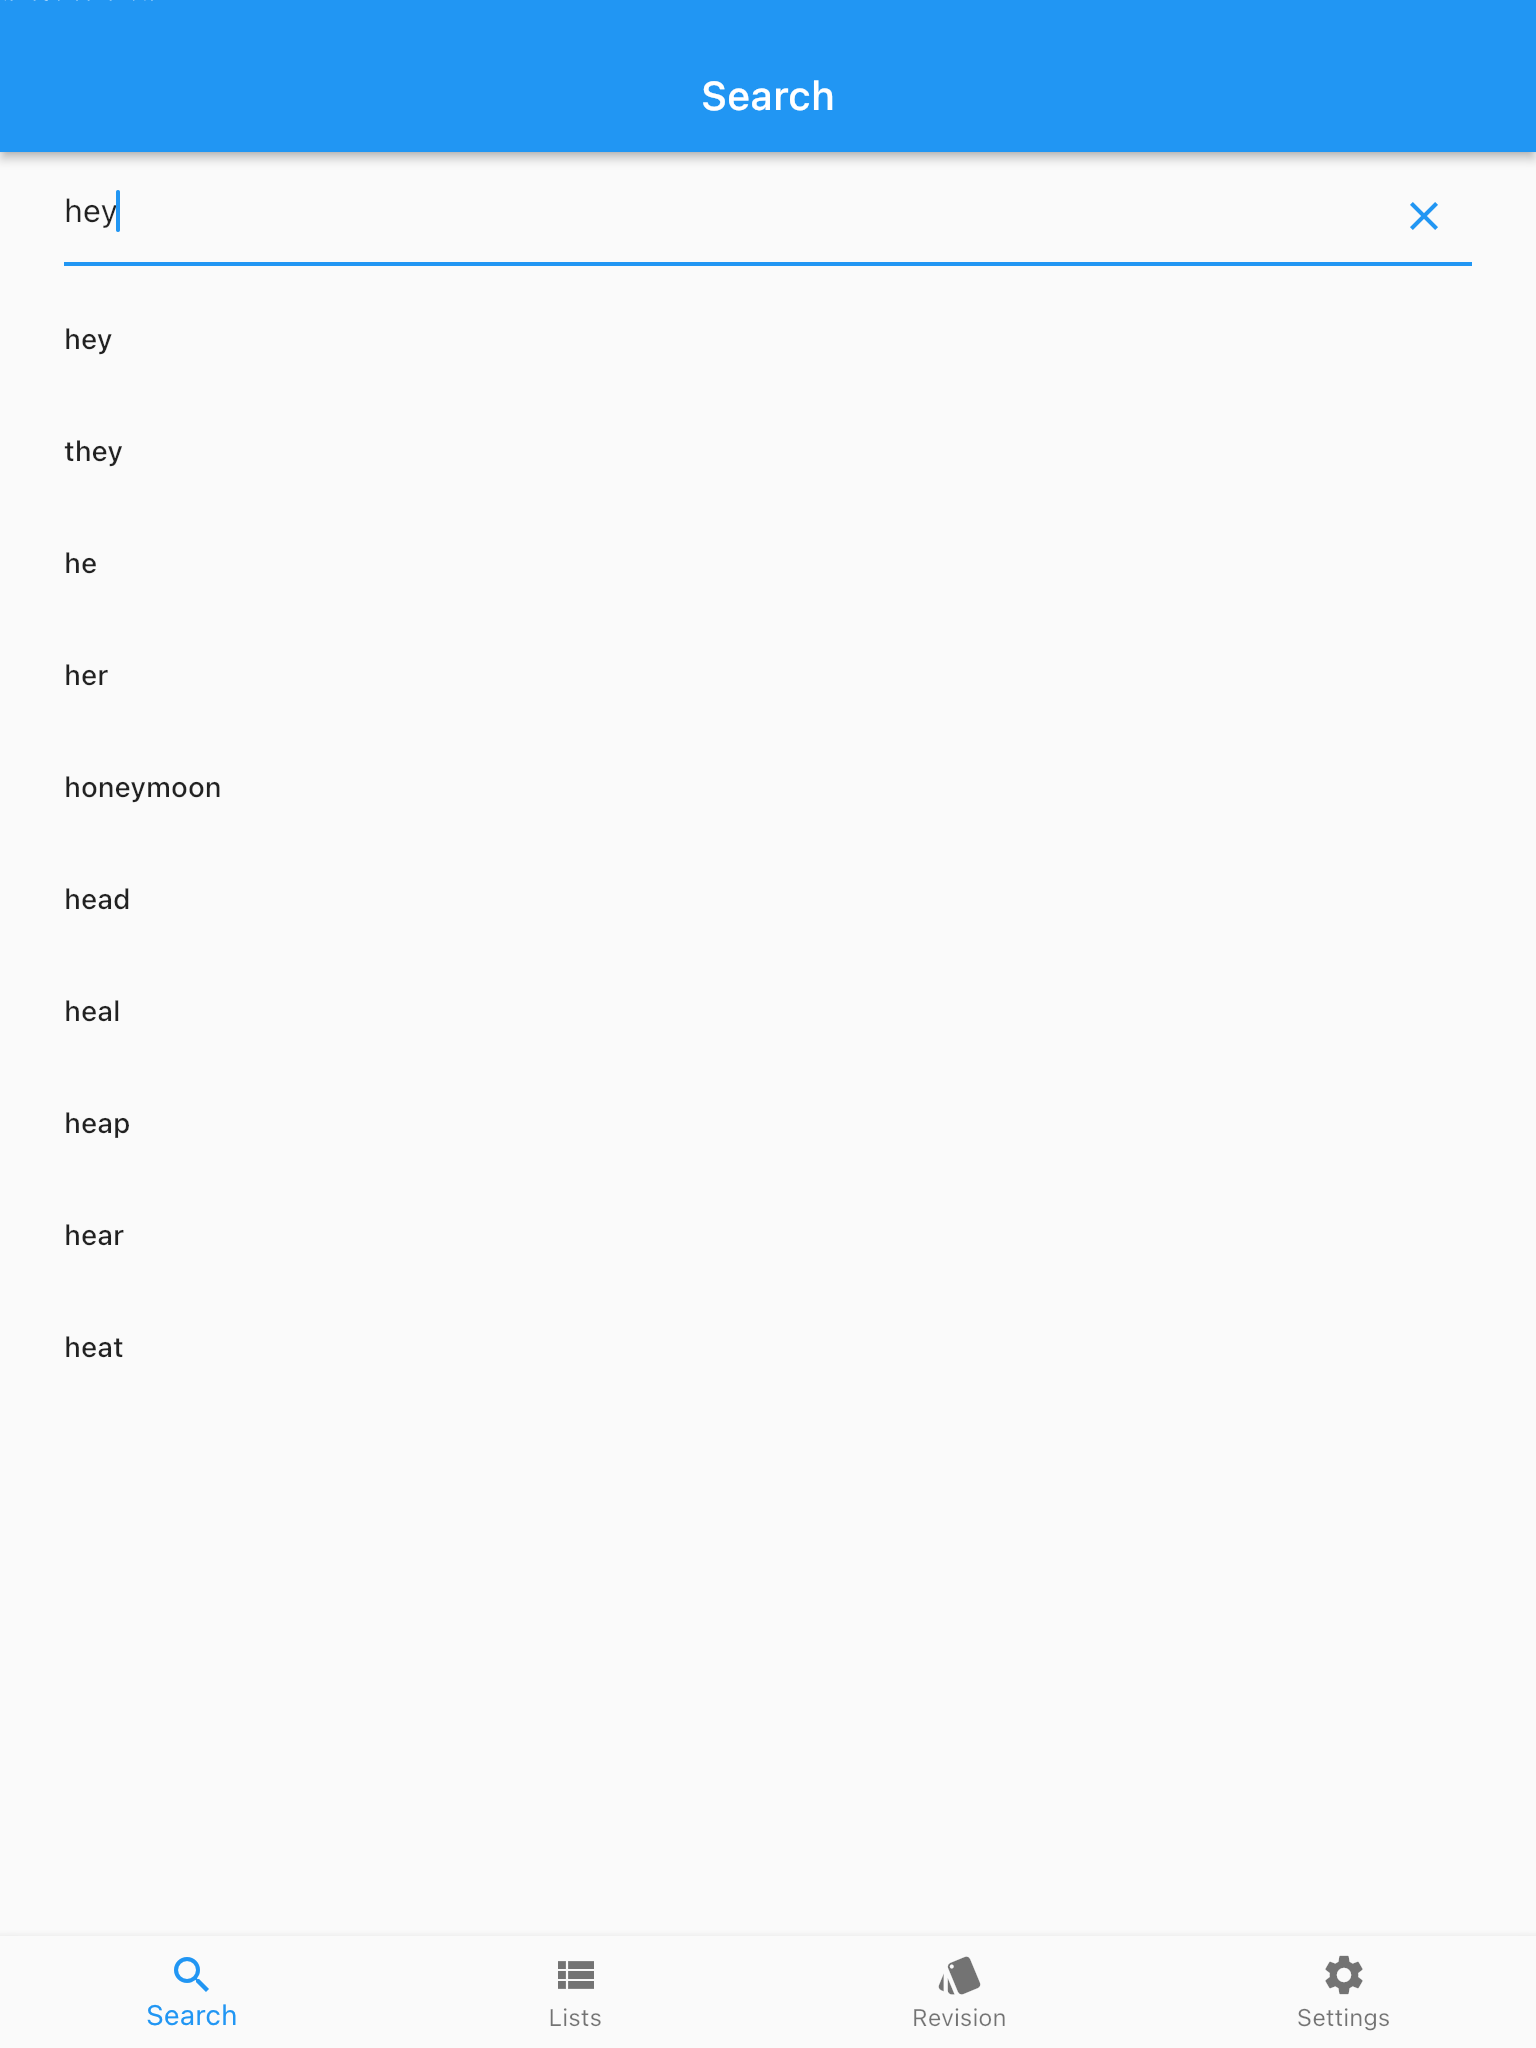 Search
hey
hey
they
he
her
honeymoon
head
heal
heap
hear
heat
Search
Lists
Revision
Settings